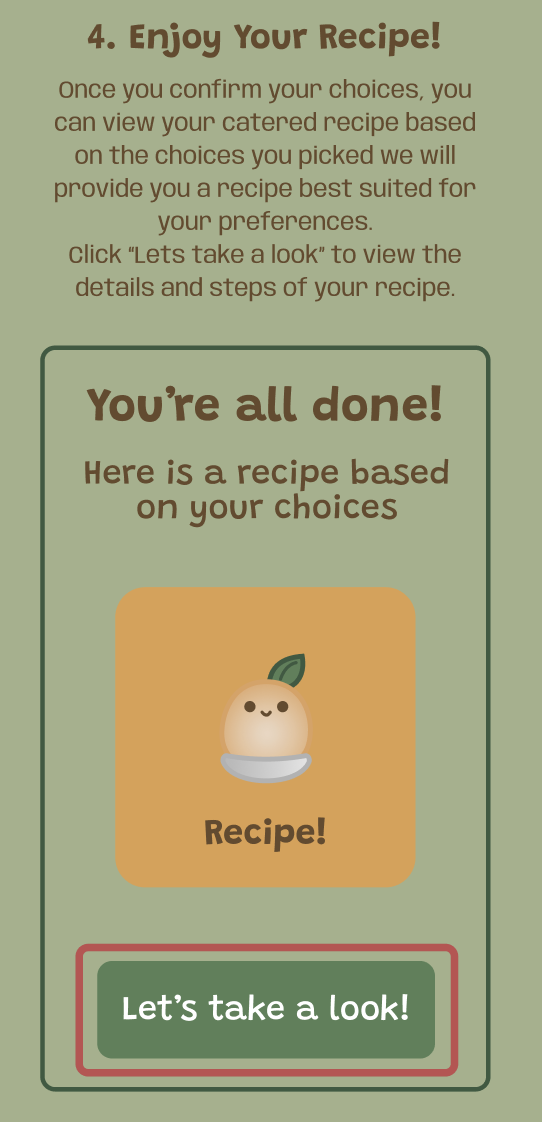 4. Enjoy Your Recipe!
Once you confirm your choices, you
can view your catered recipe based
on the choices you picked we will
provide you a recipe best suited for
your preferences.
Click “Lets take a look” to view the
details and steps of your recipe.
You’re all done!
Here is a recipe based
on your choices
Recipe!
Let’s take a look!